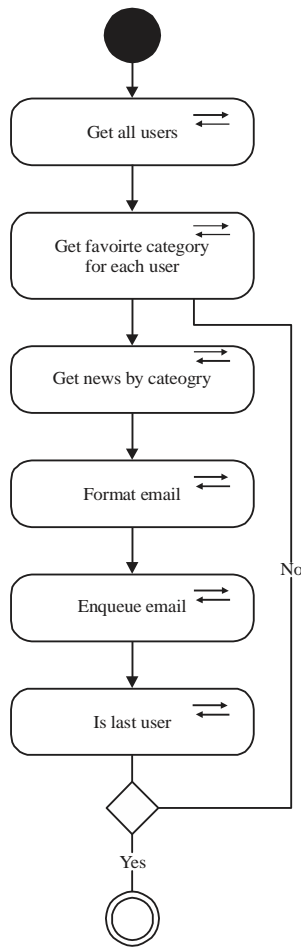 Get all users
Get favoirte category
for each user
Get news by cateogry
Format email
Enqueue email
No
Is last user
Yes